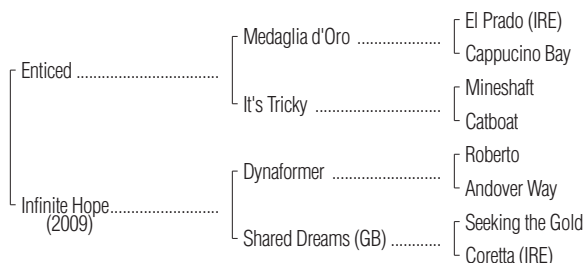 El Prado (IRE)
Medaglia d'Oro ........................
Cappucino Bay
Enticed ..........................................
Mineshaft
It's Tricky ....................................
Catboat
Roberto
Dynaformer ................................
Andover Way
Infinite Hope................................
(2009)
Seeking the Gold
Shared Dreams (GB) ..............
Coretta (IRE)